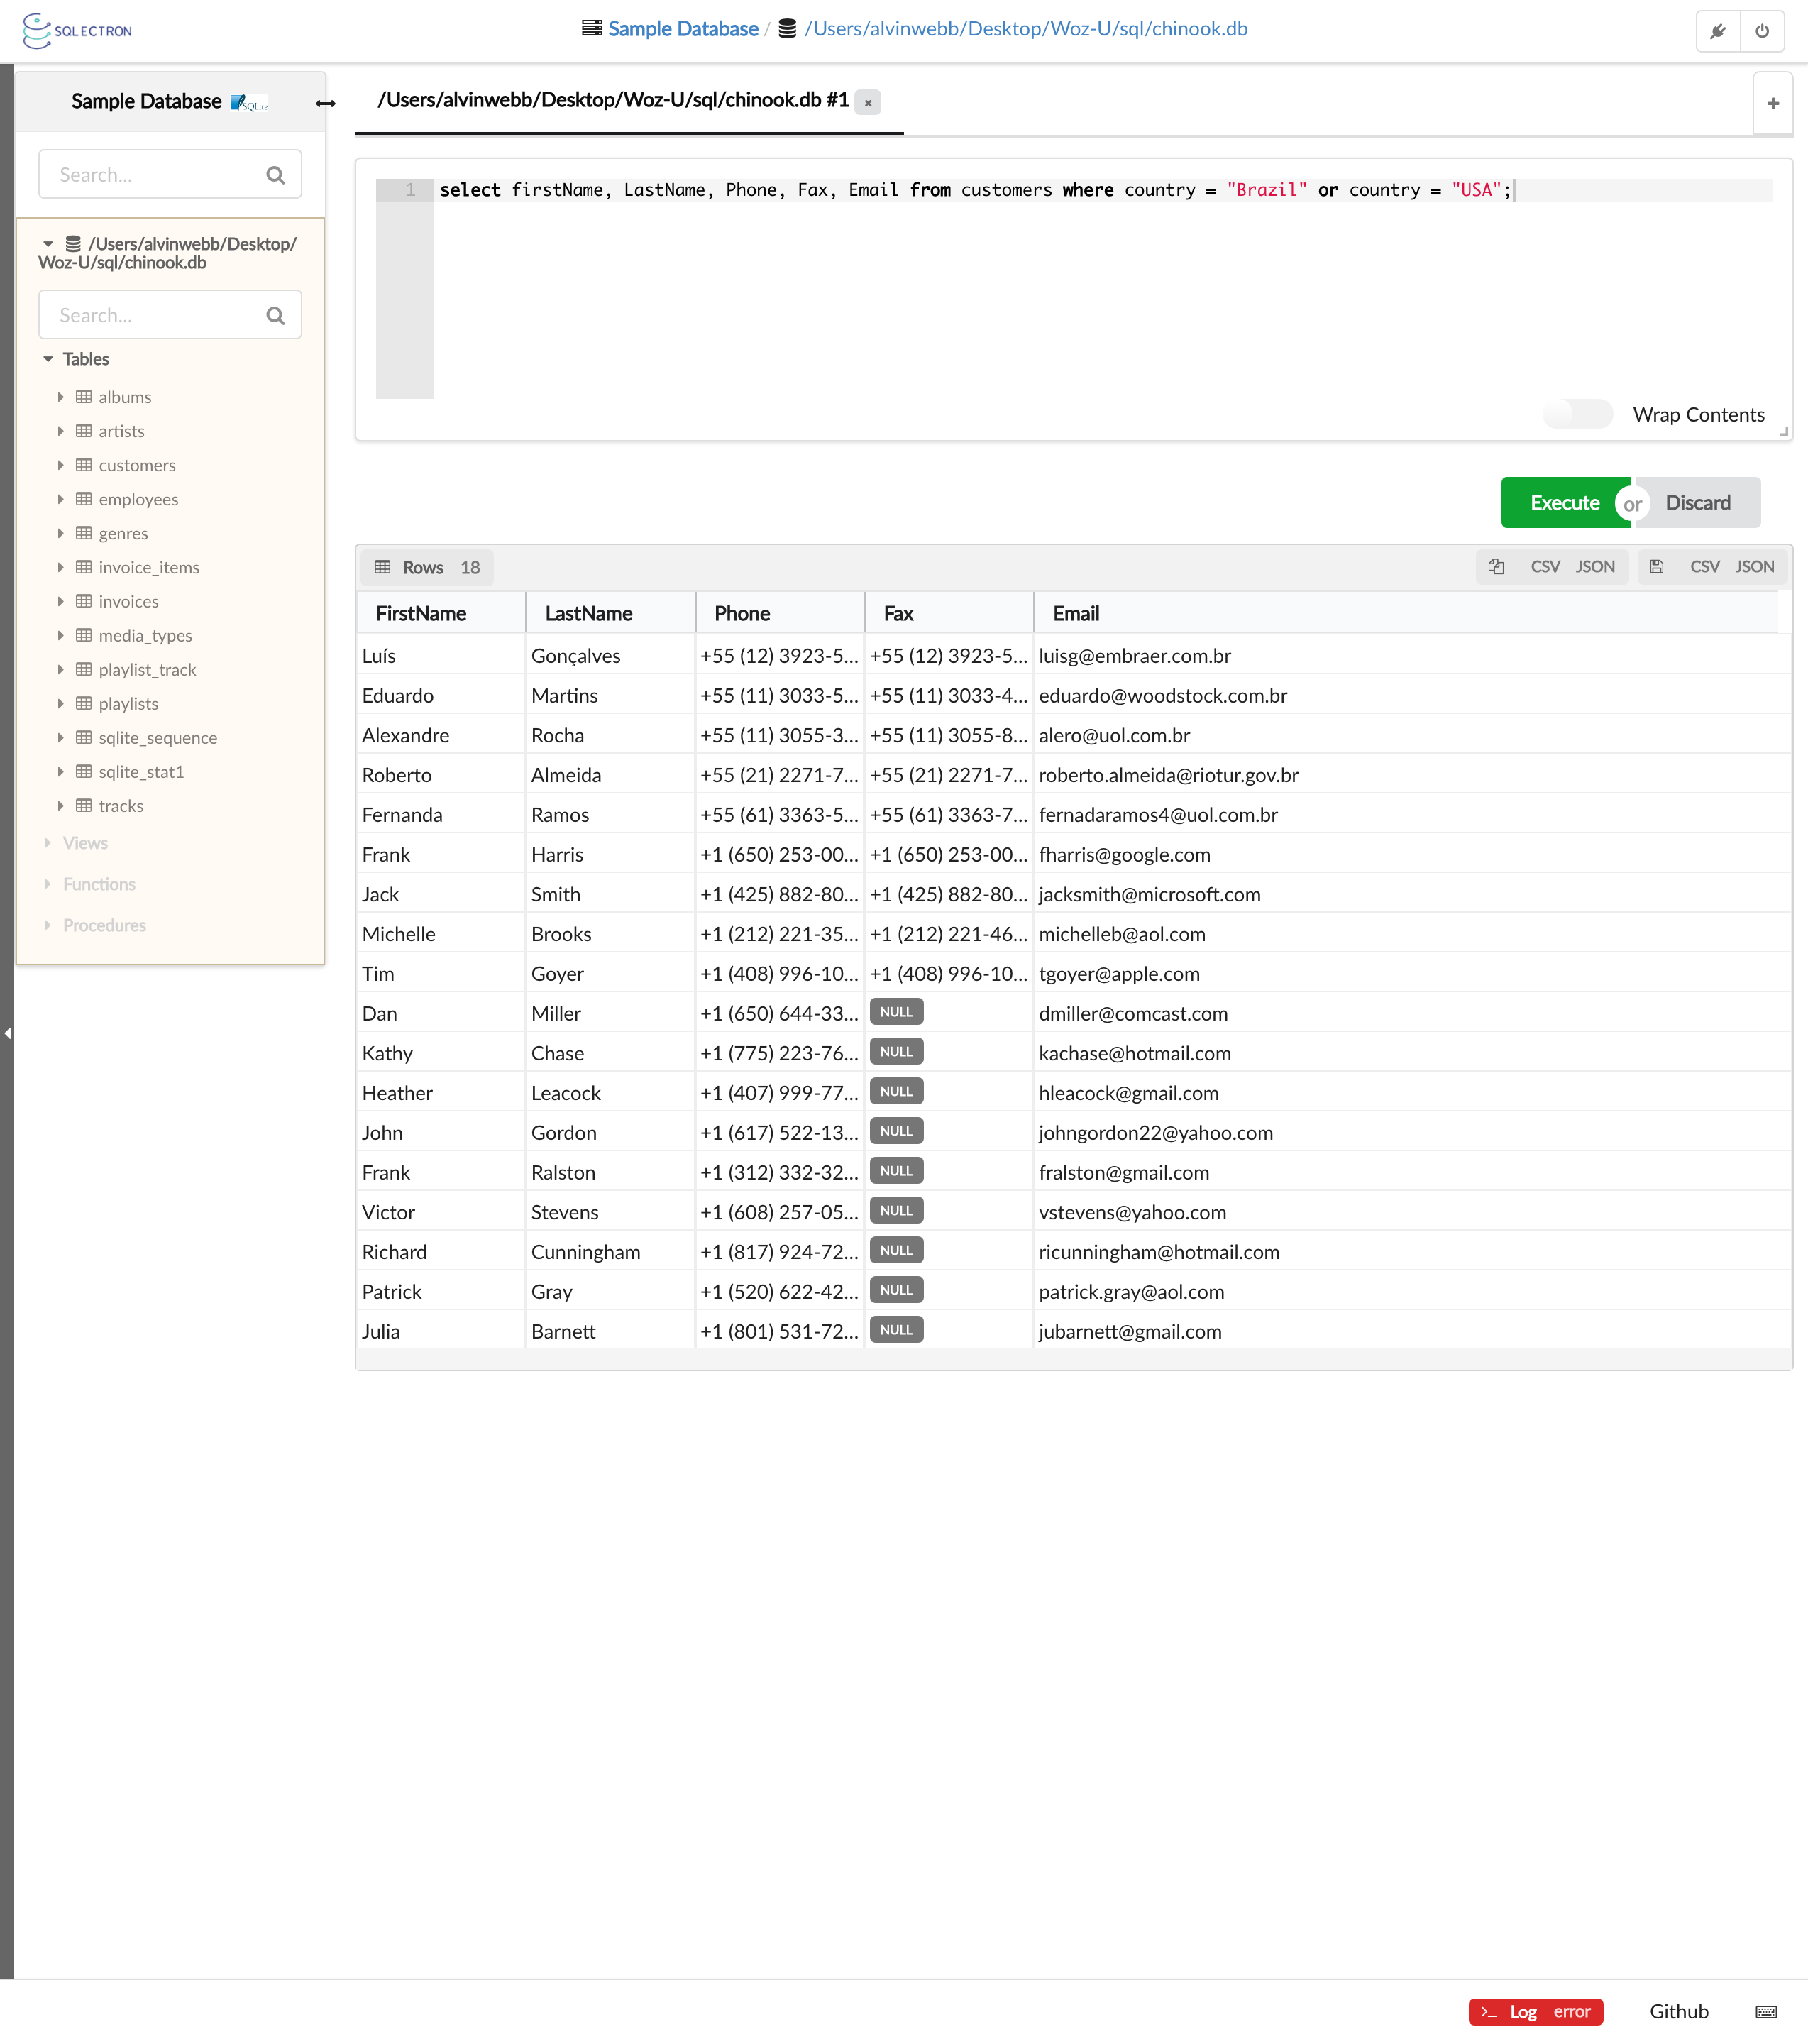 SQLECTRON
Sample Database / /Users/alvinwebb/Desktop/Woz-U/sql/chinook.db
Sample Database SQLite
/Users/alvinwebb/Desktop/Woz-U/sql/chinook.db #1 ×
+
Search...
/Users/alvinwebb/Desktop/
Woz-U/sql/chinook.db
Search...
Tables
albums
artists
customers
employees
genres
invoice_items
invoices
media_types
playlist_track
playlists
sqlite_sequence
sqlite_stat1
tracks
Views
Functions
Procedures
1 select firstName, LastName, Phone, Fax, Email from customers where country = "Brazil" or country = "USA";
Wrap Contents
Execute or Discard
Rows 18 CSV JSON CSV JSON
FirstName LastName Phone Fax Email
Luís Gonçalves +55 (12) 3923-5... +55 (12) 3923-5... luisg@embraer.com.br
Eduardo Martins +55 (11) 3033-5... +55 (11) 3033-4... eduardo@woodstock.com.br
Alexandre Rocha +55 (11) 3055-3... +55 (11) 3055-8... alero@uol.com.br
Roberto Almeida +55 (21) 2271-7... +55 (21) 2271-7... roberto.almeida@riotur.gov.br
Fernanda Ramos +55 (61) 3363-5... +55 (61) 3363-7... fernadaramos4@uol.com.br
Frank Harris +1 (650) 253-00... +1 (650) 253-00... fharris@google.com
Jack Smith +1 (425) 882-80... +1 (425) 882-80... jacksmith@microsoft.com
Michelle Brooks +1 (212) 221-35... +1 (212) 221-46... michelleb@aol.com
Tim Goyer +1 (408) 996-10... +1 (408) 996-10... tgoyer@apple.com
Dan Miller +1 (650) 644-33... NULL dmiller@comcast.com
Kathy Chase +1 (775) 223-76... NULL kachase@hotmail.com
Heather Leacock +1 (407) 999-77... NULL hleacock@gmail.com
John Gordon +1 (617) 522-13... NULL johngordon22@yahoo.com
Frank Ralston +1 (312) 332-32... NULL fralston@gmail.com
Victor Stevens +1 (608) 257-05... NULL vstevens@yahoo.com
Richard Cunningham +1 (817) 924-72... NULL ricunningham@hotmail.com
Patrick Gray +1 (520) 622-42... NULL patrick.gray@aol.com
Julia Barnett +1 (801) 531-72... NULL jubarnett@gmail.com
>_ Log error Github